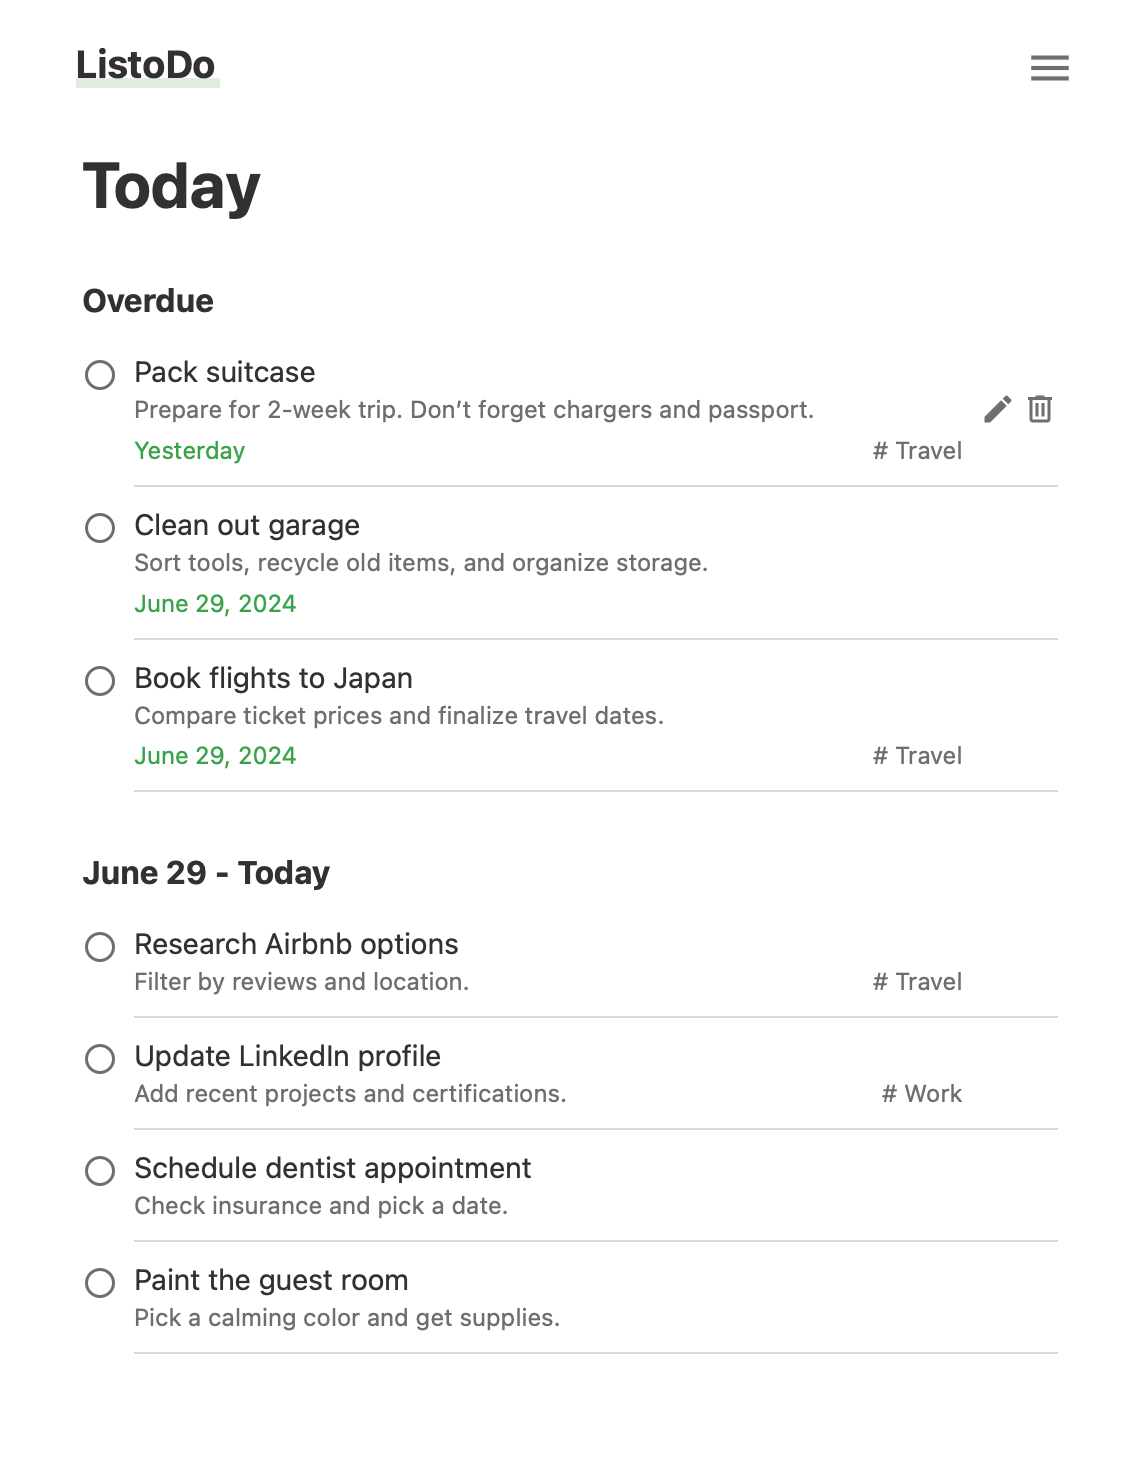 ListoDo
Today
Overdue
Pack suitcase
Prepare for 2-week trip. Don’t forget chargers and passport.
Yesterday # Travel
Clean out garage
Sort tools, recycle old items, and organize storage.
June 29, 2024
Book flights to Japan
Compare ticket prices and finalize travel dates.
June 29, 2024 # Travel
June 29 - Today
Research Airbnb options
Filter by reviews and location. # Travel
Update LinkedIn profile
Add recent projects and certifications. # Work
Schedule dentist appointment
Check insurance and pick a date.
Paint the guest room
Pick a calming color and get supplies.